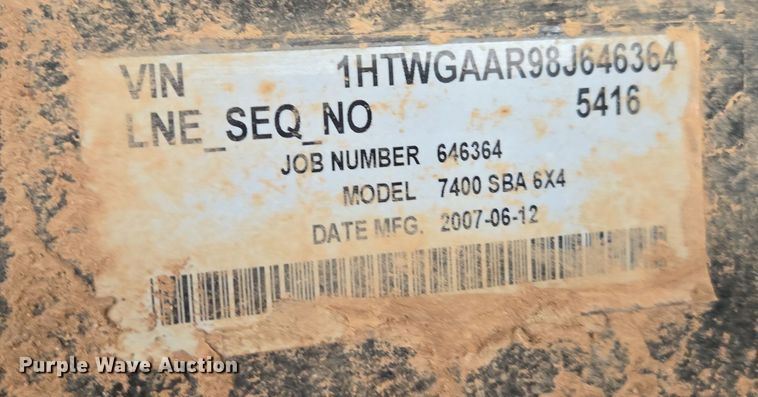 VIN 1HTWGAAR98J646364
LNE_SEQ_NO 5416
JOB NUMBER 646364
MODEL 7400 SBA 6X4
DATE MFG. 2007-06-12
Purple Wave Auction